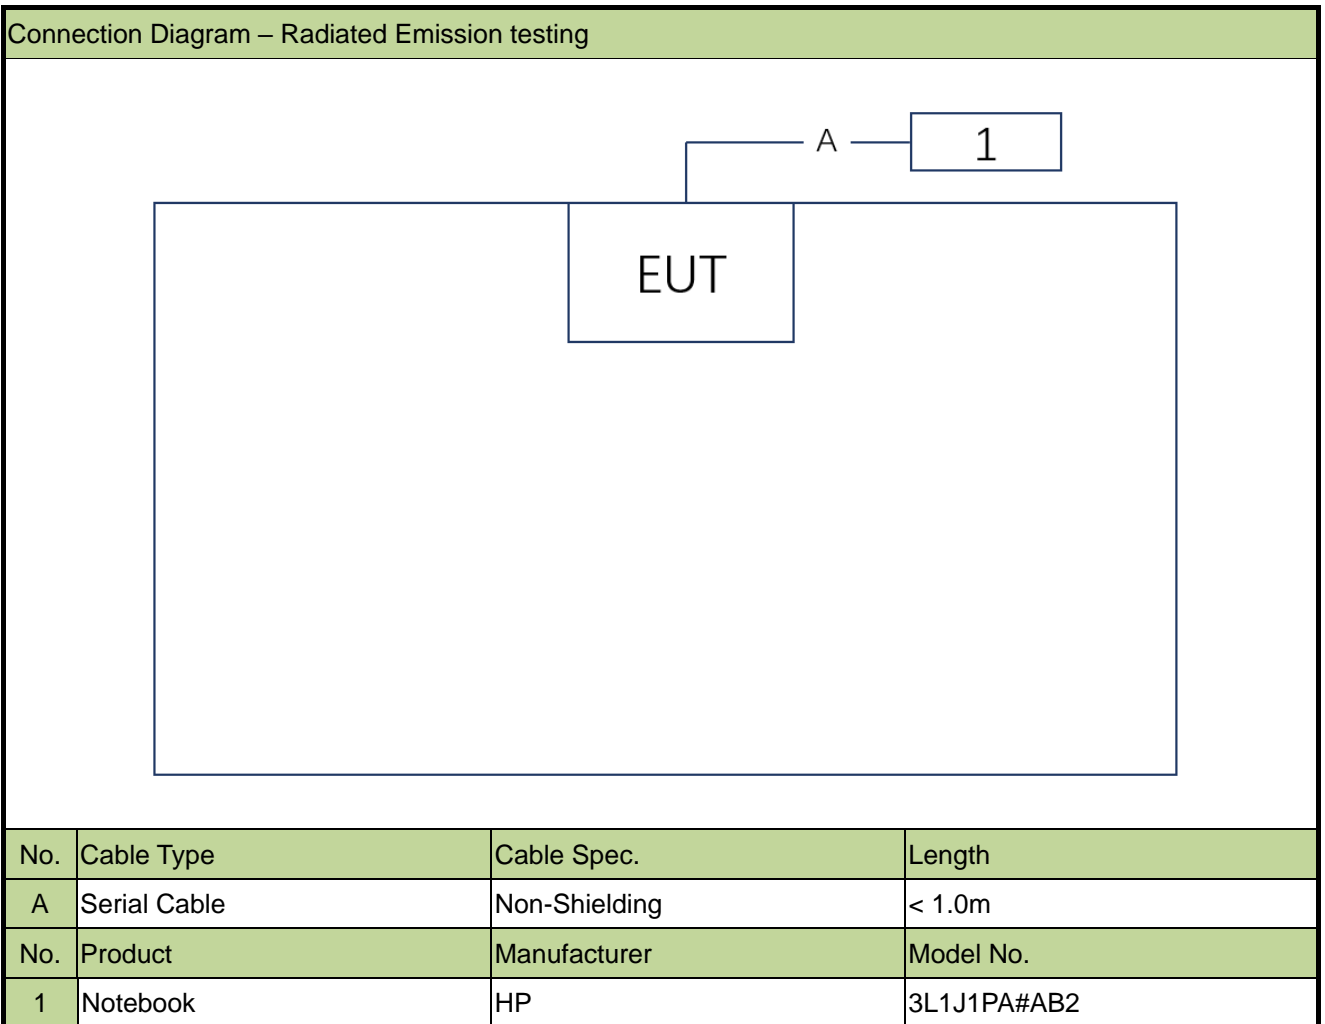 Connection Diagram – Radiated Emission testing
A
1
EUT
No. Cable Type Cable Spec. Length
A Serial Cable Non-Shielding < 1.0m
No. Product Manufacturer Model No.
1 Notebook HP 3L1J1PA#AB2